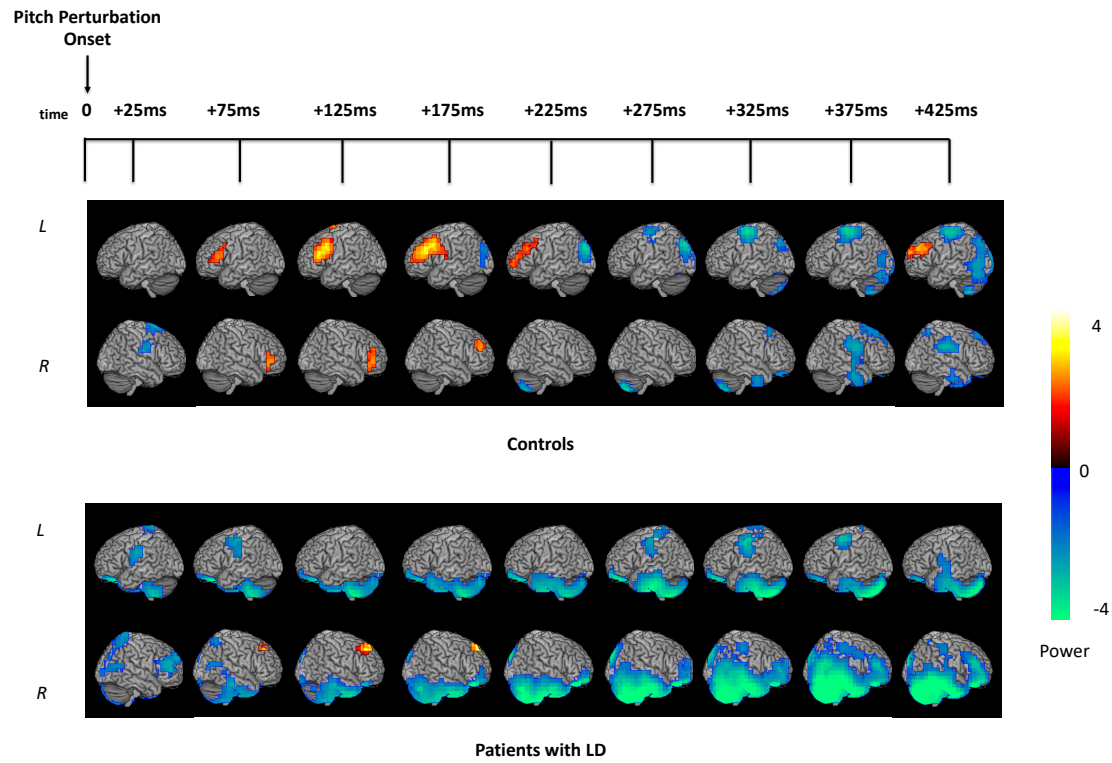 Pitch Perturbation
Onset
time 0 +25ms +75ms +125ms +175ms +225ms +275ms +325ms +375ms +425ms
L
R
4
Controls
0
L
-4
Power
R
Patients with LD